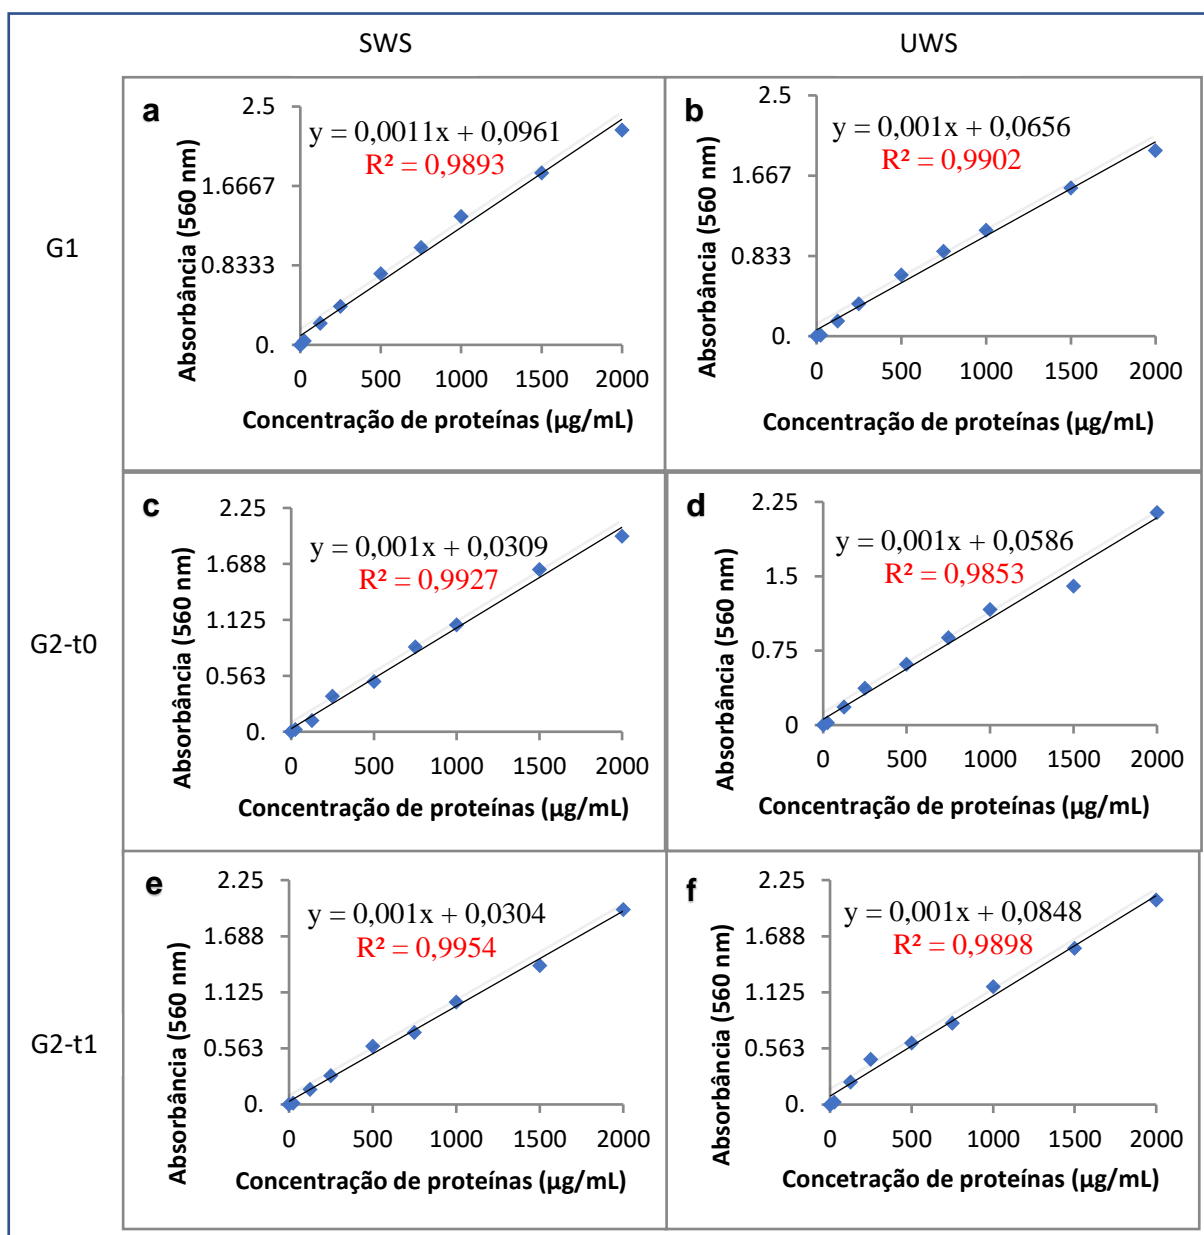 SWS
UWS
G1
a
Absorbância (560 nm)
2.5
1.6667
0.8333
0.
y = 0,0011x + 0,0961
R² = 0,9893
0 500 1000 1500 2000
Concentração de proteínas (µg/mL)
b
Absorbância (560 nm)
2.5
1.667
0.833
0.
y = 0,001x + 0,0656
R² = 0,9902
0 500 1000 1500 2000
Concentração de proteínas (µg/mL)
G2-t0
c
Absorbância (560 nm)
2.25
1.688
1.125
0.563
0.
y = 0,001x + 0,0309
R² = 0,9927
0 500 1000 1500 2000
Concentração de proteínas (µg/mL)
d
Absorbância (560 nm)
2.25
1.5
0.75
0
y = 0,001x + 0,0586
R² = 0,9853
0 500 1000 1500 2000
Concentração de proteínas (µg/mL)
G2-t1
e
Absorbância (560 nm)
2.25
1.688
1.125
0.563
0.
y = 0,001x + 0,0304
R² = 0,9954
0 500 1000 1500 2000
Concentração de proteínas (µg/mL)
f
Absorbância (560 nm)
2.25
1.688
1.125
0.563
0.
y = 0,001x + 0,0848
R² = 0,9898
0 500 1000 1500 2000
Concetração de proteínas (µg/mL)